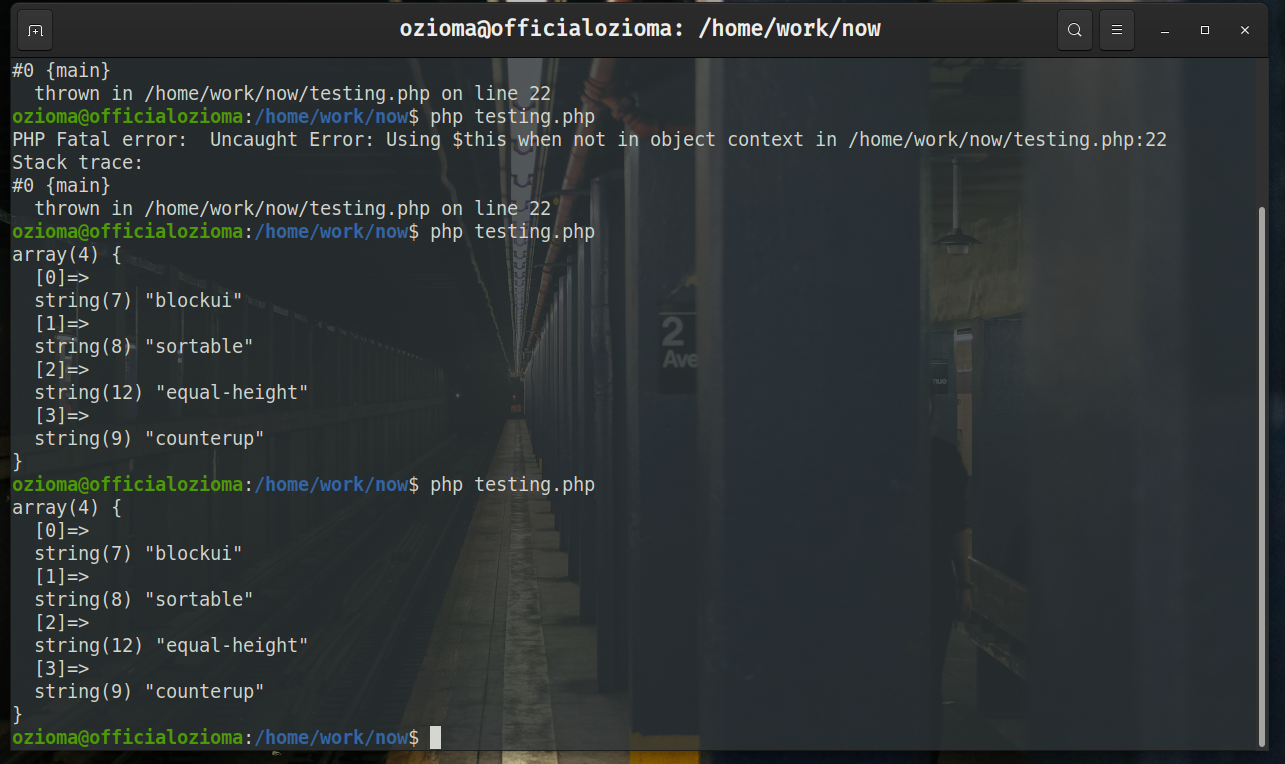 ozioma@officialozioma: /home/work/now
#0 {main}
  thrown in /home/work/now/testing.php on line 22
ozioma@officialozioma:/home/work/now$ php testing.php
PHP Fatal error:  Uncaught Error: Using $this when not in object context in /home/work/now/testing.php:22
Stack trace:
#0 {main}
  thrown in /home/work/now/testing.php on line 22
ozioma@officialozioma:/home/work/now$ php testing.php
array(4) {
  [0]=>
  string(7) "blockui"
  [1]=>
  string(8) "sortable"
  [2]=>
  string(12) "equal-height"
  [3]=>
  string(9) "counterup"
}
ozioma@officialozioma:/home/work/now$ php testing.php
array(4) {
  [0]=>
  string(7) "blockui"
  [1]=>
  string(8) "sortable"
  [2]=>
  string(12) "equal-height"
  [3]=>
  string(9) "counterup"
}
ozioma@officialozioma:/home/work/now$
2
Ave